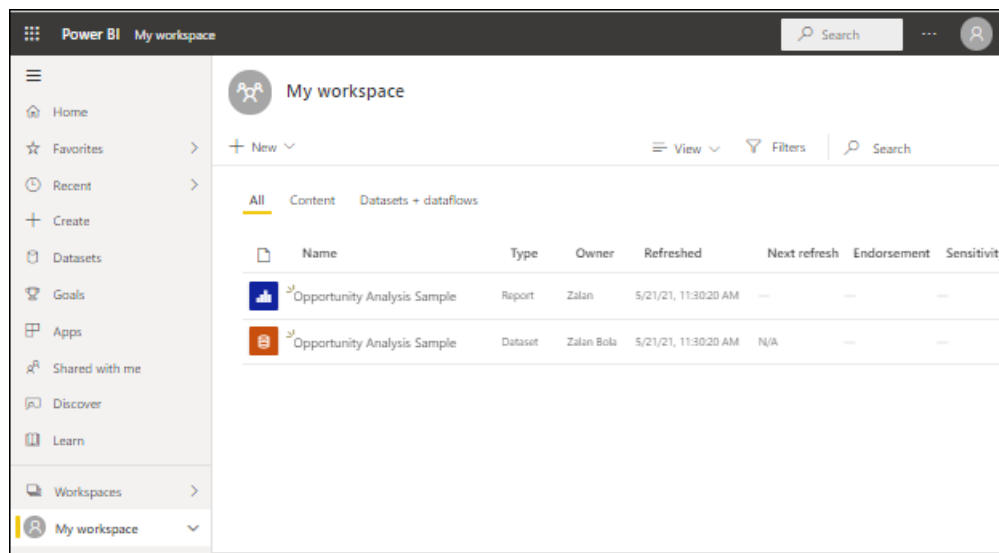 Power BI My workspace Search ...
My workspace
Home
+ New View Filters Search
Favorites
Recent
All Content Datasets + dataflows
Create
Datasets
Name Type Owner Refreshed Next refresh Endorsement Sensitivit
Goals
Opportunity Analysis Sample Report Zalan 5/21/21, 11:30:20 AM — — —
Apps
Opportunity Analysis Sample Dataset Zalan Bola 5/21/21, 11:30:20 AM N/A — —
Shared with me
Discover
Learn
Workspaces
My workspace